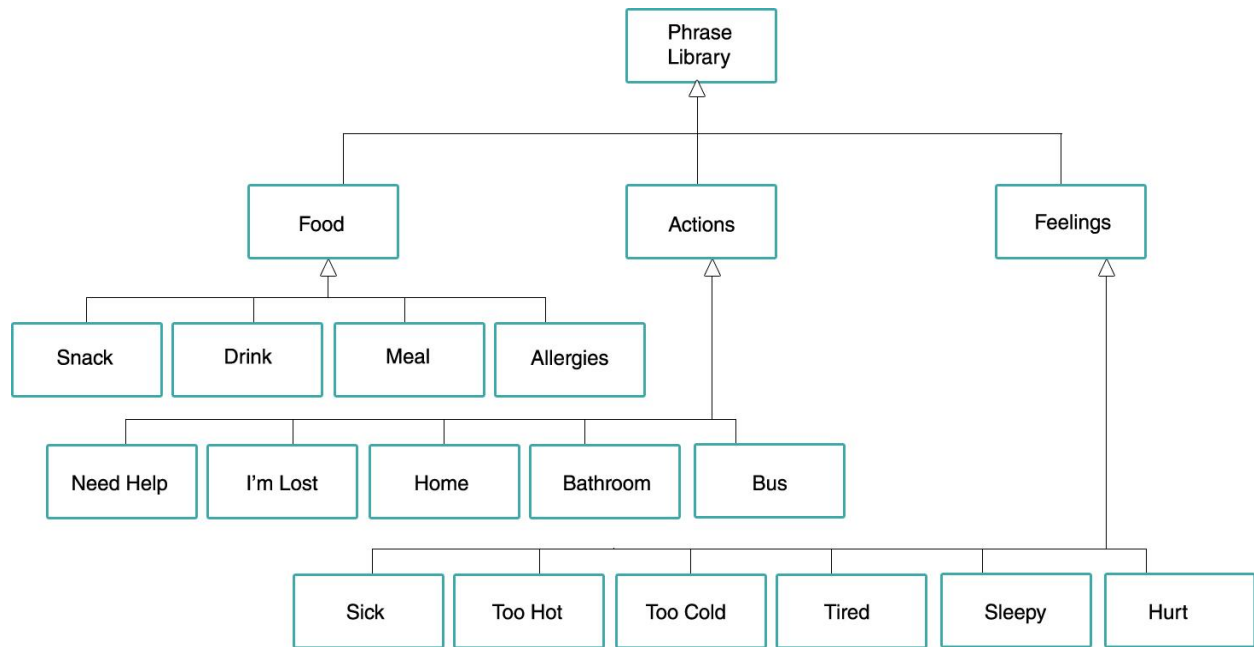 Phrase
Library
Food
Actions
Feelings
Snack
Drink
Meal
Allergies
Need Help
I’m Lost
Home
Bathroom
Bus
Sick
Too Hot
Too Cold
Tired
Sleepy
Hurt